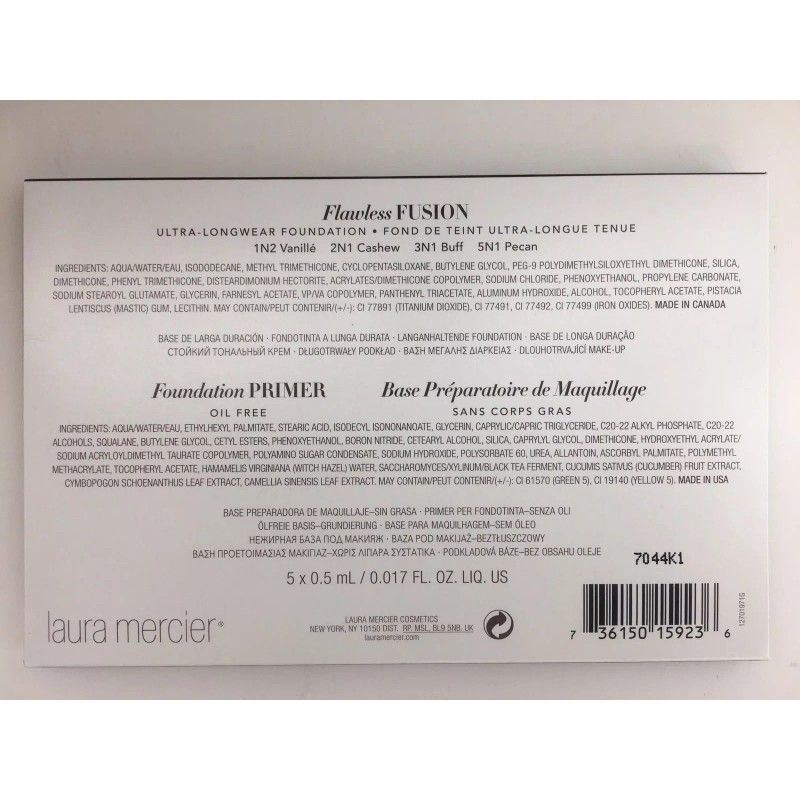 Flawless FUSION
ULTRA-LONGWEAR FOUNDATION • FOND DE TEINT ULTRA-LONGUE TENUE
1N2 Vanillé 2N1 Cashew 3N1 Buff 5N1 Pecan
INGREDIENTS: AQUA/WATER/EAU, ISODODECANE, METHYL TRIMETHICONE, CYCLOPENTASILOXANE, BUTYLENE GLYCOL, PEG-9 POLYDIMETHYLSILOXYETHYL DIMETHICONE, SILICA,
DIMETHICONE, PHENYL TRIMETHICONE, DISTEARDIMONIUM HECTORITE, ACRYLATES/DIMETHICONE COPOLYMER, SODIUM CHLORIDE, PHENOXYETHANOL, PROPYLENE CARBONATE,
SODIUM STEAROYL GLUTAMATE, GLYCERIN, FARNESYL ACETATE, VP/VA COPOLYMER, PANTHENYL TRIACETATE, ALUMINUM HYDROXIDE, ALCOHOL, TOCOPHERYL ACETATE, PISTACIA
LENTISCUS (MASTIC) GUM, LECITHIN. MAY CONTAIN/PEUT CONTENIR/(+/-): CI 77891 (TITANIUM DIOXIDE), CI 77491, CI 77492, CI 77499 (IRON OXIDES). MADE IN CANADA
BASE DE LARGA DURACIÓN · FONDOTINTA A LUNGA DURATA · LANGANHALTENDE FOUNDATION · BASE DE LONGA DURAÇÃO
СТОЙКИЙ ТОНАЛЬНЫЙ КРЕМ · DŁUGOTRWAŁY PODKŁAD · ΒΑΣΗ ΜΕΓΑΛΗΣ ΔΙΑΡΚΕΙΑΣ · DLOUHOTRVAJÍCÍ MAKE-UP
Foundation PRIMER Base Préparatoire de Maquillage
OIL FREE SANS CORPS GRAS
INGREDIENTS: AQUA/WATER/EAU, ETHYLHEXYL PALMITATE, STEARIC ACID, ISODECYL ISONONANOATE, GLYCERIN, CAPRYLIC/CAPRIC TRIGLYCERIDE, C20-22 ALKYL PHOSPHATE, C20-22
ALCOHOLS, SQUALANE, BUTYLENE GLYCOL, CETYL ESTERS, PHENOXYETHANOL, BORON NITRIDE, CETEARYL ALCOHOL, SILICA, CAPRYLYL GLYCOL, DIMETHICONE, HYDROXYETHYL ACRYLATE/
SODIUM ACRYLOYLDIMETHYL TAURATE COPOLYMER, POLYAMINO SUGAR CONDENSATE, SODIUM HYDROXIDE, POLYSORBATE 60, UREA, ALLANTOIN, ASCORBYL PALMITATE, POLYMETHYL
METHACRYLATE, TOCOPHERYL ACETATE, HAMAMELIS VIRGINIANA (WITCH HAZEL) WATER, SACCHAROMYCES/XYLINUM/BLACK TEA FERMENT, CUCUMIS SATIVUS (CUCUMBER) FRUIT EXTRACT,
CYMBOPOGON SCHOENANTHUS LEAF EXTRACT, CAMELLIA SINENSIS LEAF EXTRACT. MAY CONTAIN/PEUT CONTENIR/(+/-): CI 61570 (GREEN 5), CI 19140 (YELLOW 5). MADE IN USA
BASE PREPARADORA DE MAQUILLAJE–SIN GRASA · PRIMER PER FONDOTINTA–SENZA OLI
ÖLFREIE BASIS–GRUNDIERUNG · BASE PARA MAQUILHAGEM–SEM ÓLEO
НЕЖИРНАЯ БАЗА ПОД МАКИЯЖ · BAZA POD MAKIJAŻ–BEZTŁUSZCZOWY
ΒΑΣΗ ΠΡΟΕΤΟΙΜΑΣΙΑΣ ΜΑΚΙΓΙΑΖ–ΧΩΡΙΣ ΛΙΠΑΡΑ ΣΥΣΤΑΤΙΚΑ · PODKLADOVÁ BÁZE–BEZ OBSAHU OLEJE
7044K1
5 x 0.5 mL / 0.017 FL. OZ. LIQ. US
laura mercier®
LAURA MERCIER COSMETICS
NEW YORK, NY 10150 DIST. RP. MSL, BL9 5NB. UK
lauramercier.com
7 36150 15923 6
12701971G